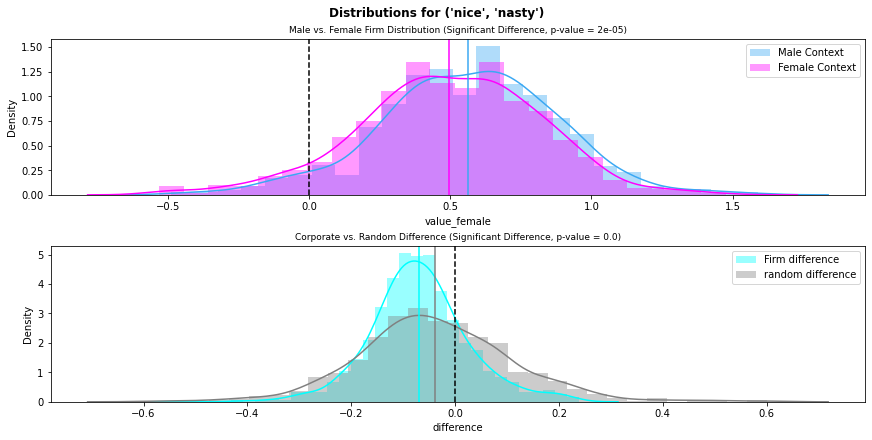 Distributions for ('nice', 'nasty')
Male vs. Female Firm Distribution (Significant Difference, p-value = 2e-05)
Male Context
Female Context
Density
1.50
1.25
1.00
0.75
0.50
0.25
0.00
−0.5
0.0
0.5
1.0
1.5
value_female
Corporate vs. Random Difference (Significant Difference, p-value = 0.0)
Firm difference
random difference
Density
5
4
3
2
1
0
−0.6
−0.4
−0.2
0.0
0.2
0.4
0.6
difference